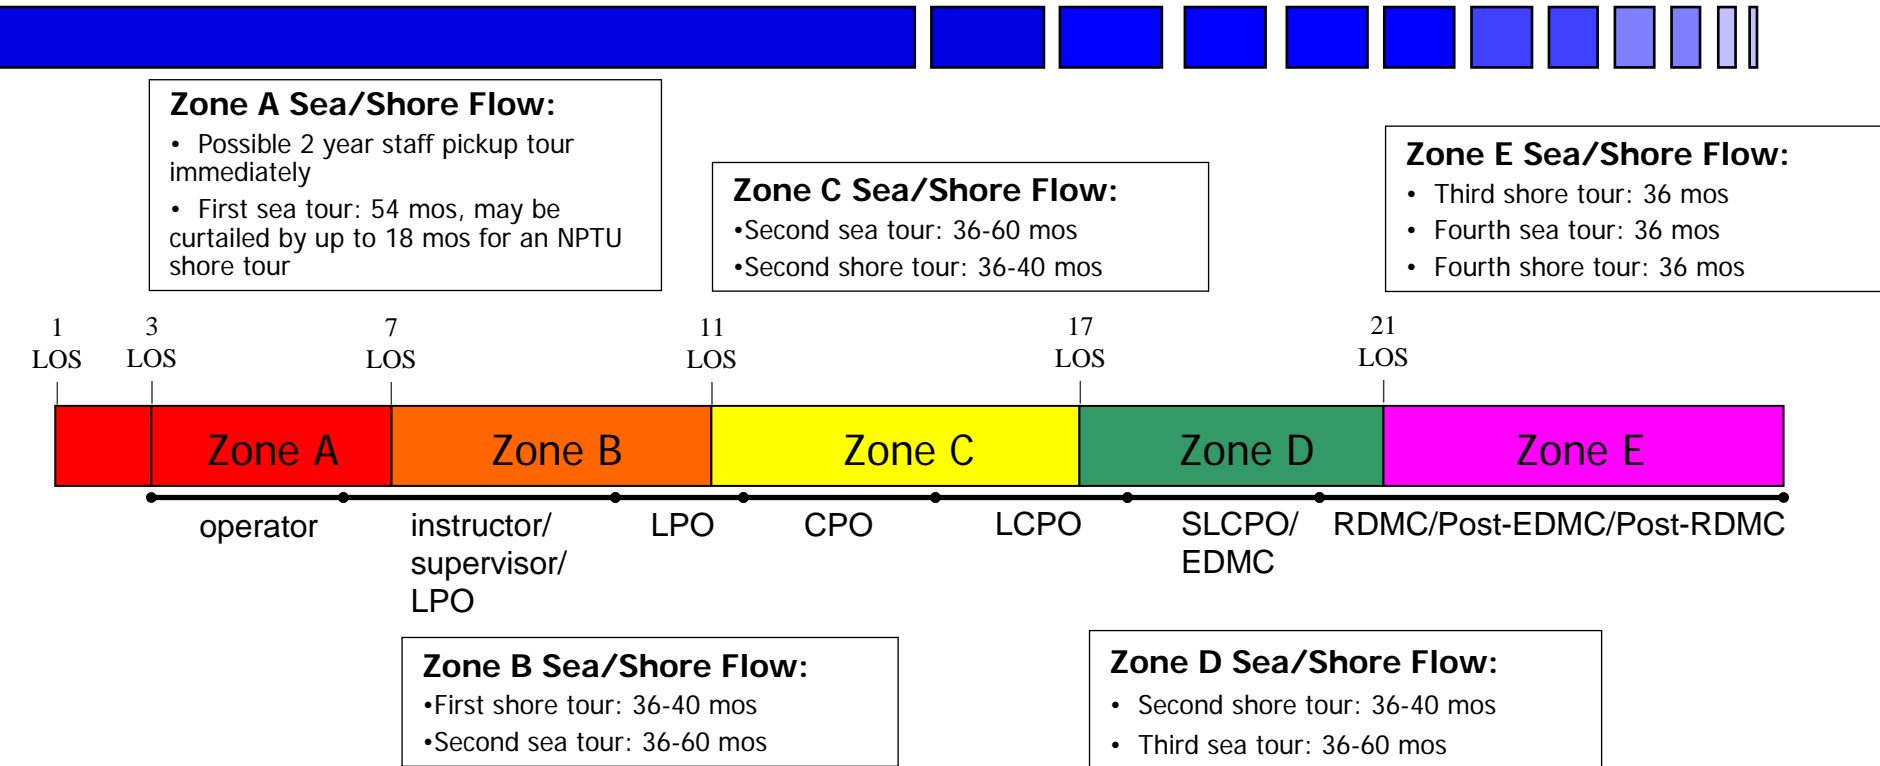 Zone A Sea/Shore Flow:
• Possible 2 year staff pickup tour
immediately
• First sea tour: 54 mos, may be
curtailed by up to 18 mos for an NPTU
shore tour
Zone C Sea/Shore Flow:
•Second sea tour: 36-60 mos
•Second shore tour: 36-40 mos
Zone E Sea/Shore Flow:
• Third shore tour: 36 mos
• Fourth sea tour: 36 mos
• Fourth shore tour: 36 mos
1
LOS
3
LOS
7
LOS
11
LOS
17
LOS
21
LOS
Zone A
Zone B
Zone C
Zone D
Zone E
operator
instructor/
supervisor/
LPO
LPO
CPO
LCPO
SLCPO/
EDMC
RDMC/Post-EDMC/Post-RDMC
Zone B Sea/Shore Flow:
•First shore tour: 36-40 mos
•Second sea tour: 36-60 mos
Zone D Sea/Shore Flow:
• Second shore tour: 36-40 mos
• Third sea tour: 36-60 mos